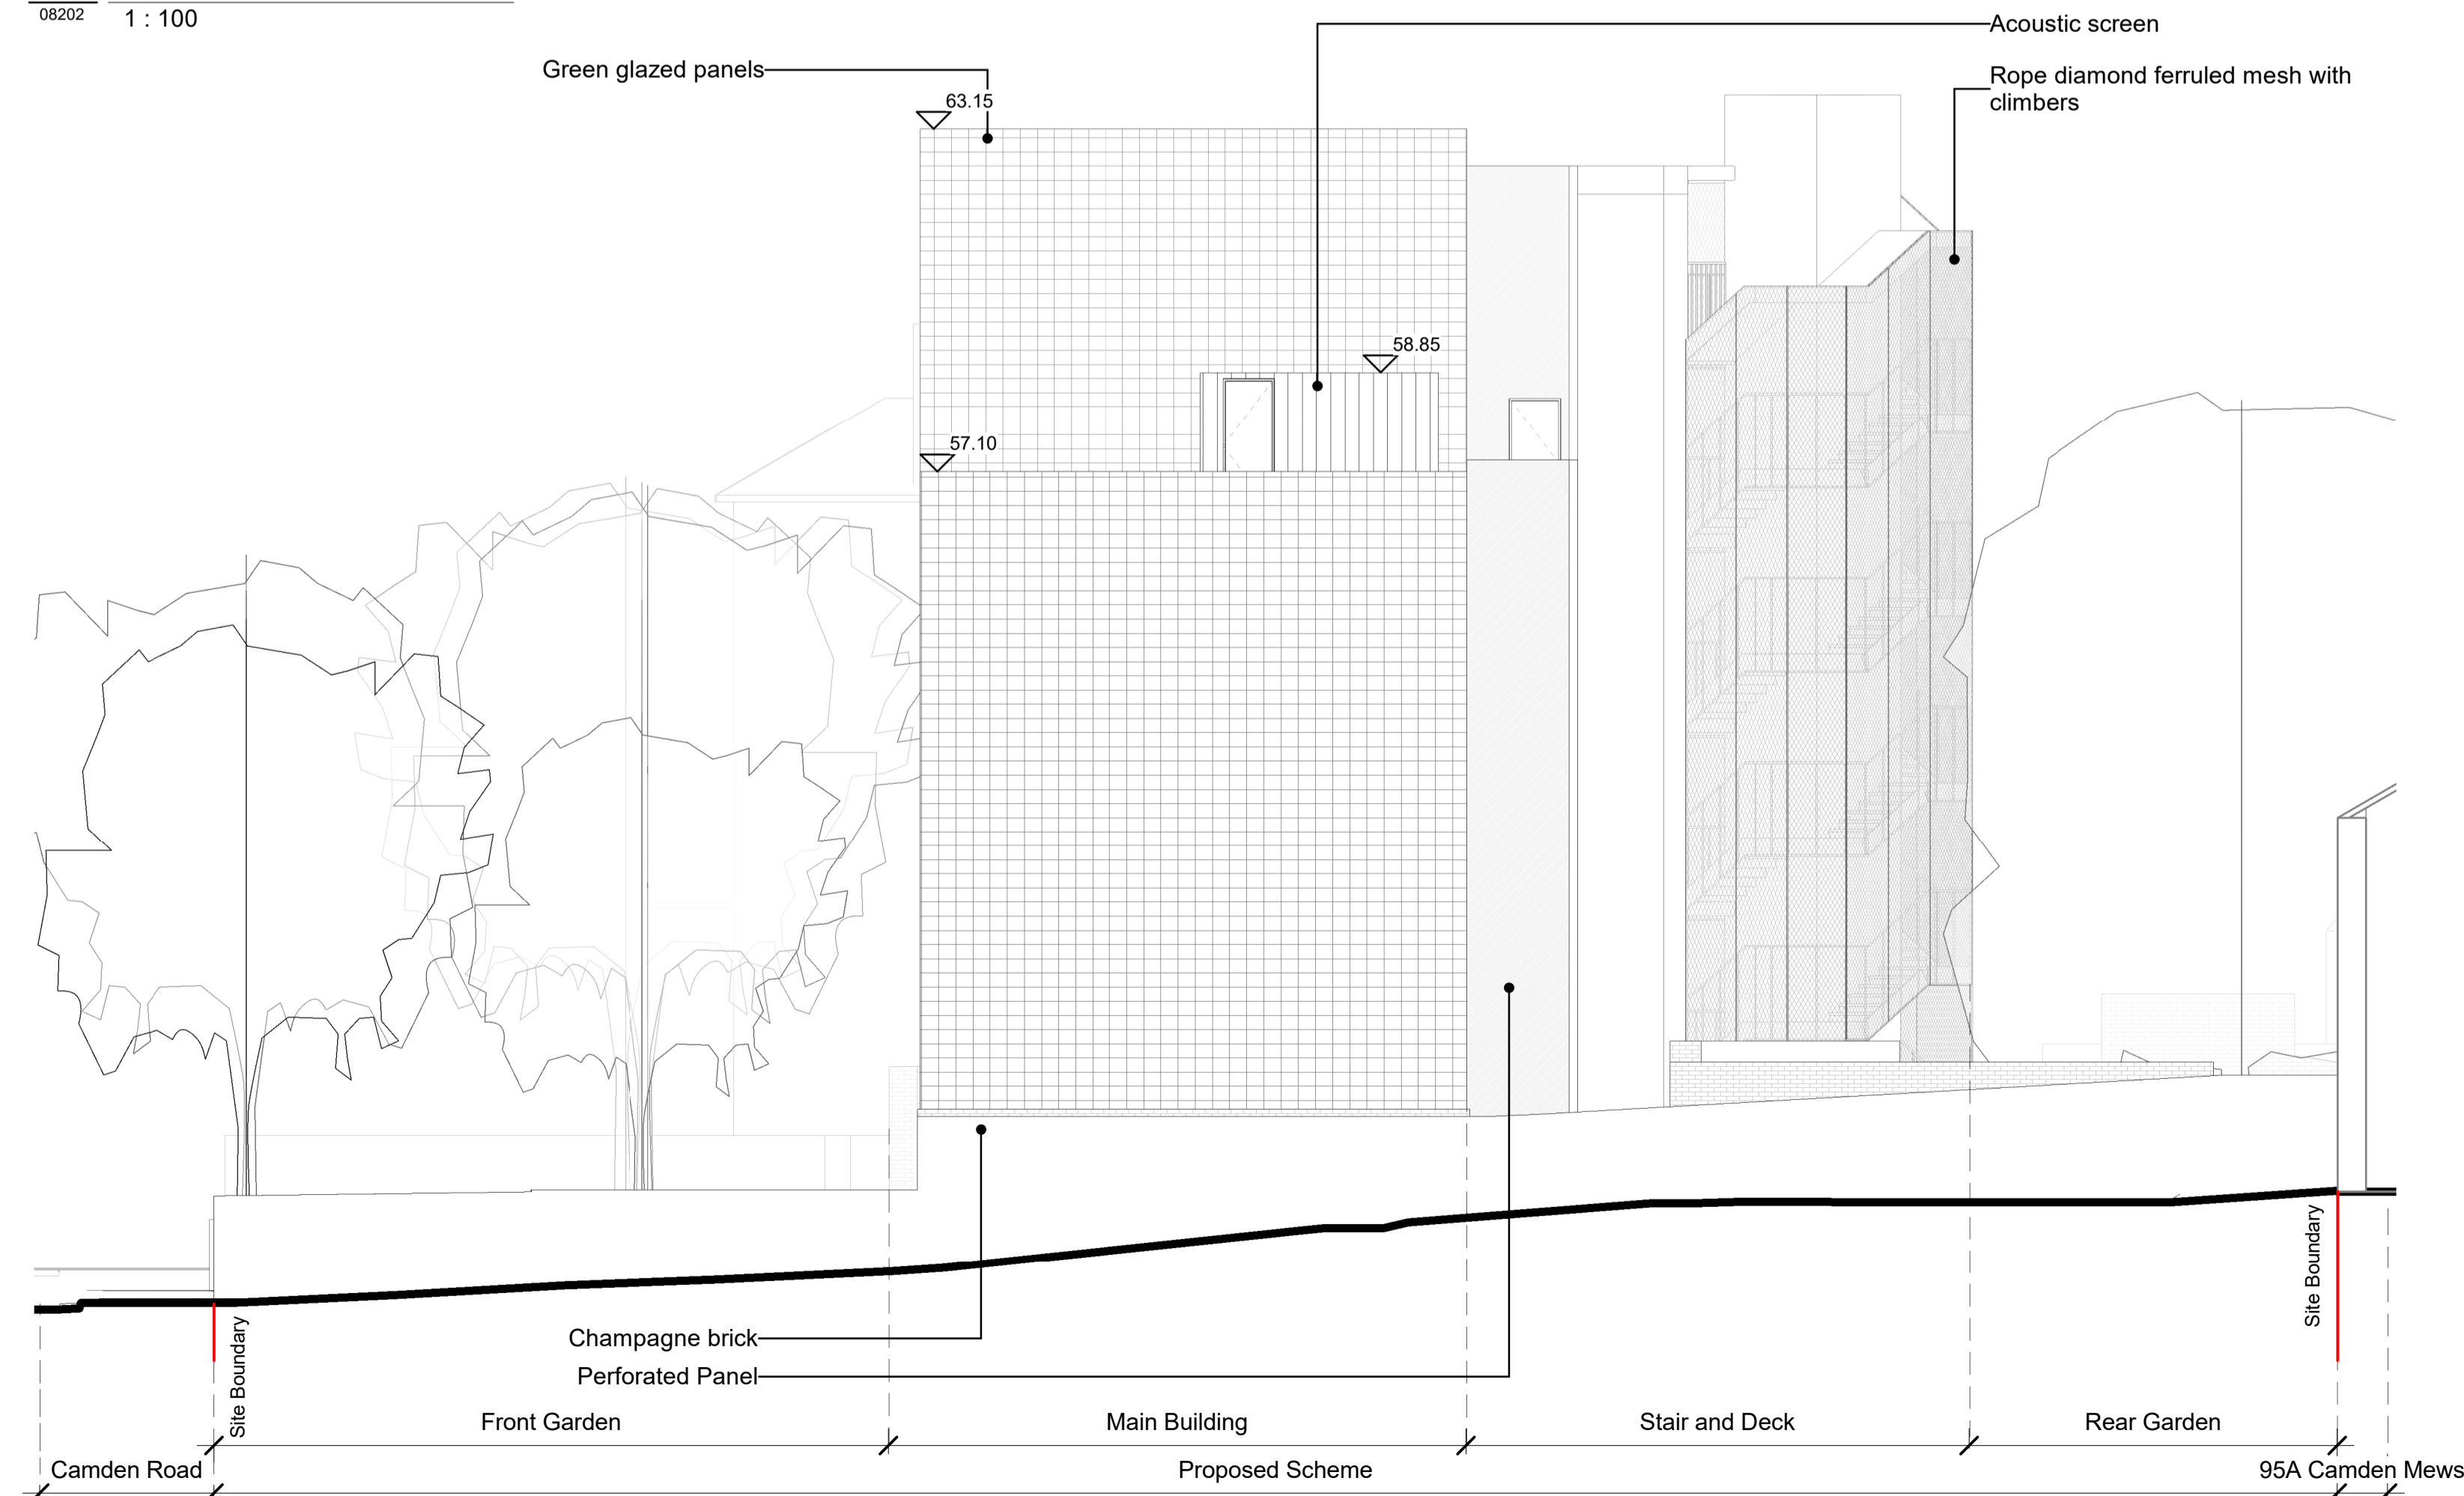 08202
1 : 100
Acoustic screen
Green glazed panels
Rope diamond ferruled mesh with
climbers
63.15
58.85
57.10
Champagne brick
Perforated Panel
Site Boundary
Site Boundary
Front Garden
Main Building
Stair and Deck
Rear Garden
Camden Road
Proposed Scheme
95A Camden Mews